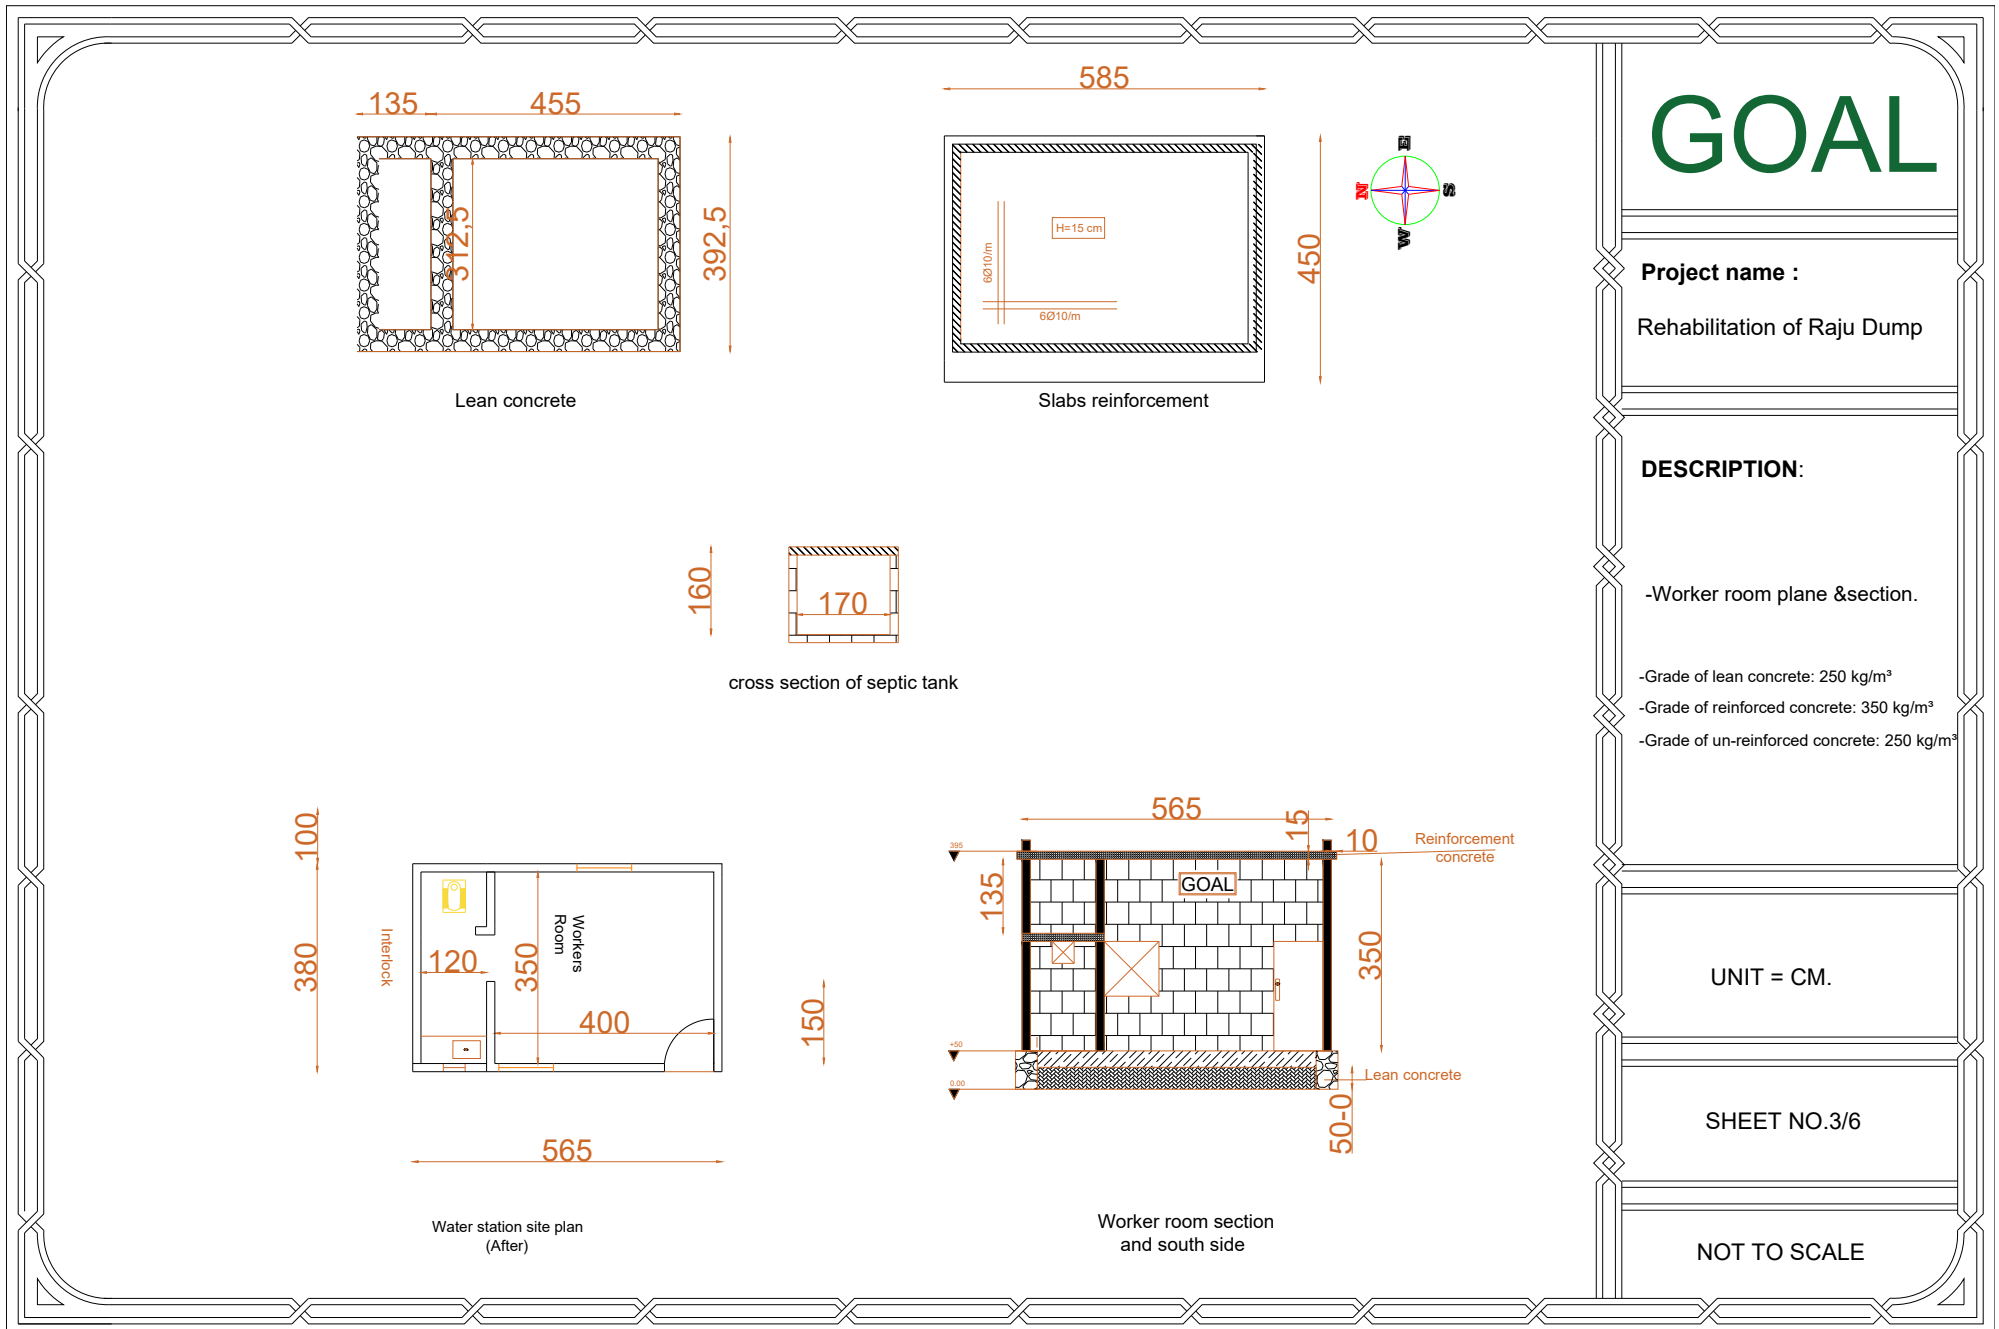 135
455
312,5
392,5
Lean concrete
585
H=15 cm
6Ø10/m
6Ø10/m
450
Slabs reinforcement
E
N
S
W
160
170
cross section of septic tank
100
380
Interlock
120
350
Workers
Room
400
150
565
Water station site plan
(After)
565
15
10
Reinforcement
concrete
395
135
GOAL
350
+50
0.00
Lean concrete
50-0
Worker room section
and south side
GOAL
Project name :
Rehabilitation of Raju Dump
DESCRIPTION:
-Worker room plane &section.
-Grade of lean concrete: 250 kg/m³
-Grade of reinforced concrete: 350 kg/m³
-Grade of un-reinforced concrete: 250 kg/m³
UNIT = CM.
SHEET NO.3/6
NOT TO SCALE